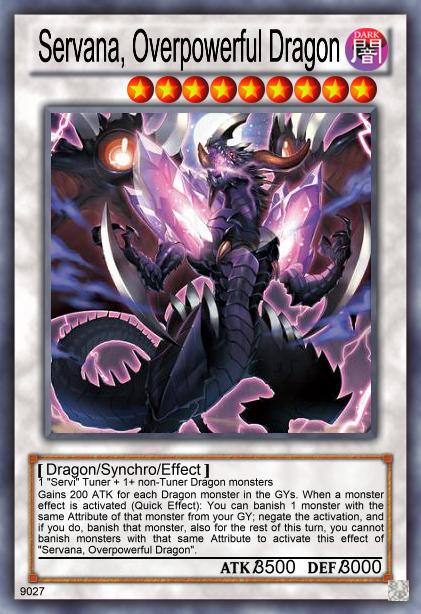 Servana, Overpowerful Dragon
DARK
闇
[ Dragon/Synchro/Effect ]
1 "Servi" Tuner + 1+ non-Tuner Dragon monsters
Gains 200 ATK for each Dragon monster in the GYs. When a monster
effect is activated (Quick Effect): You can banish 1 monster with the
same Attribute of that monster from your GY; negate the activation, and
if you do, banish that monster, also for the rest of this turn, you cannot
banish monsters with that same Attribute to activate this effect of
"Servana, Overpowerful Dragon".
ATK 3500 DEF 3000
9027